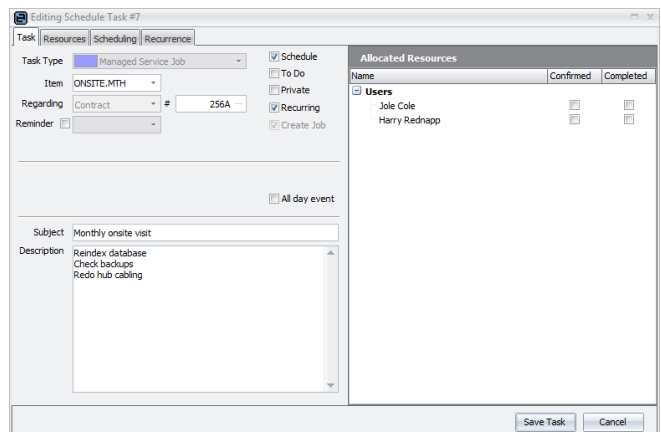 Editing Schedule Task #7
Task Resources Scheduling Recurrence
Task Type Managed Service Job
Item ONSITE.MTH
Regarding Contract # 256A ...
Reminder
Schedule
To Do
Private
Recurring
Create Job
All day event
Subject Monthly onsite visit
Description Reindex database
Check backups
Redo hub cabling
Allocated Resources
Name Confirmed Completed
Users
Jole Cole
Harry Rednapp
Save Task Cancel